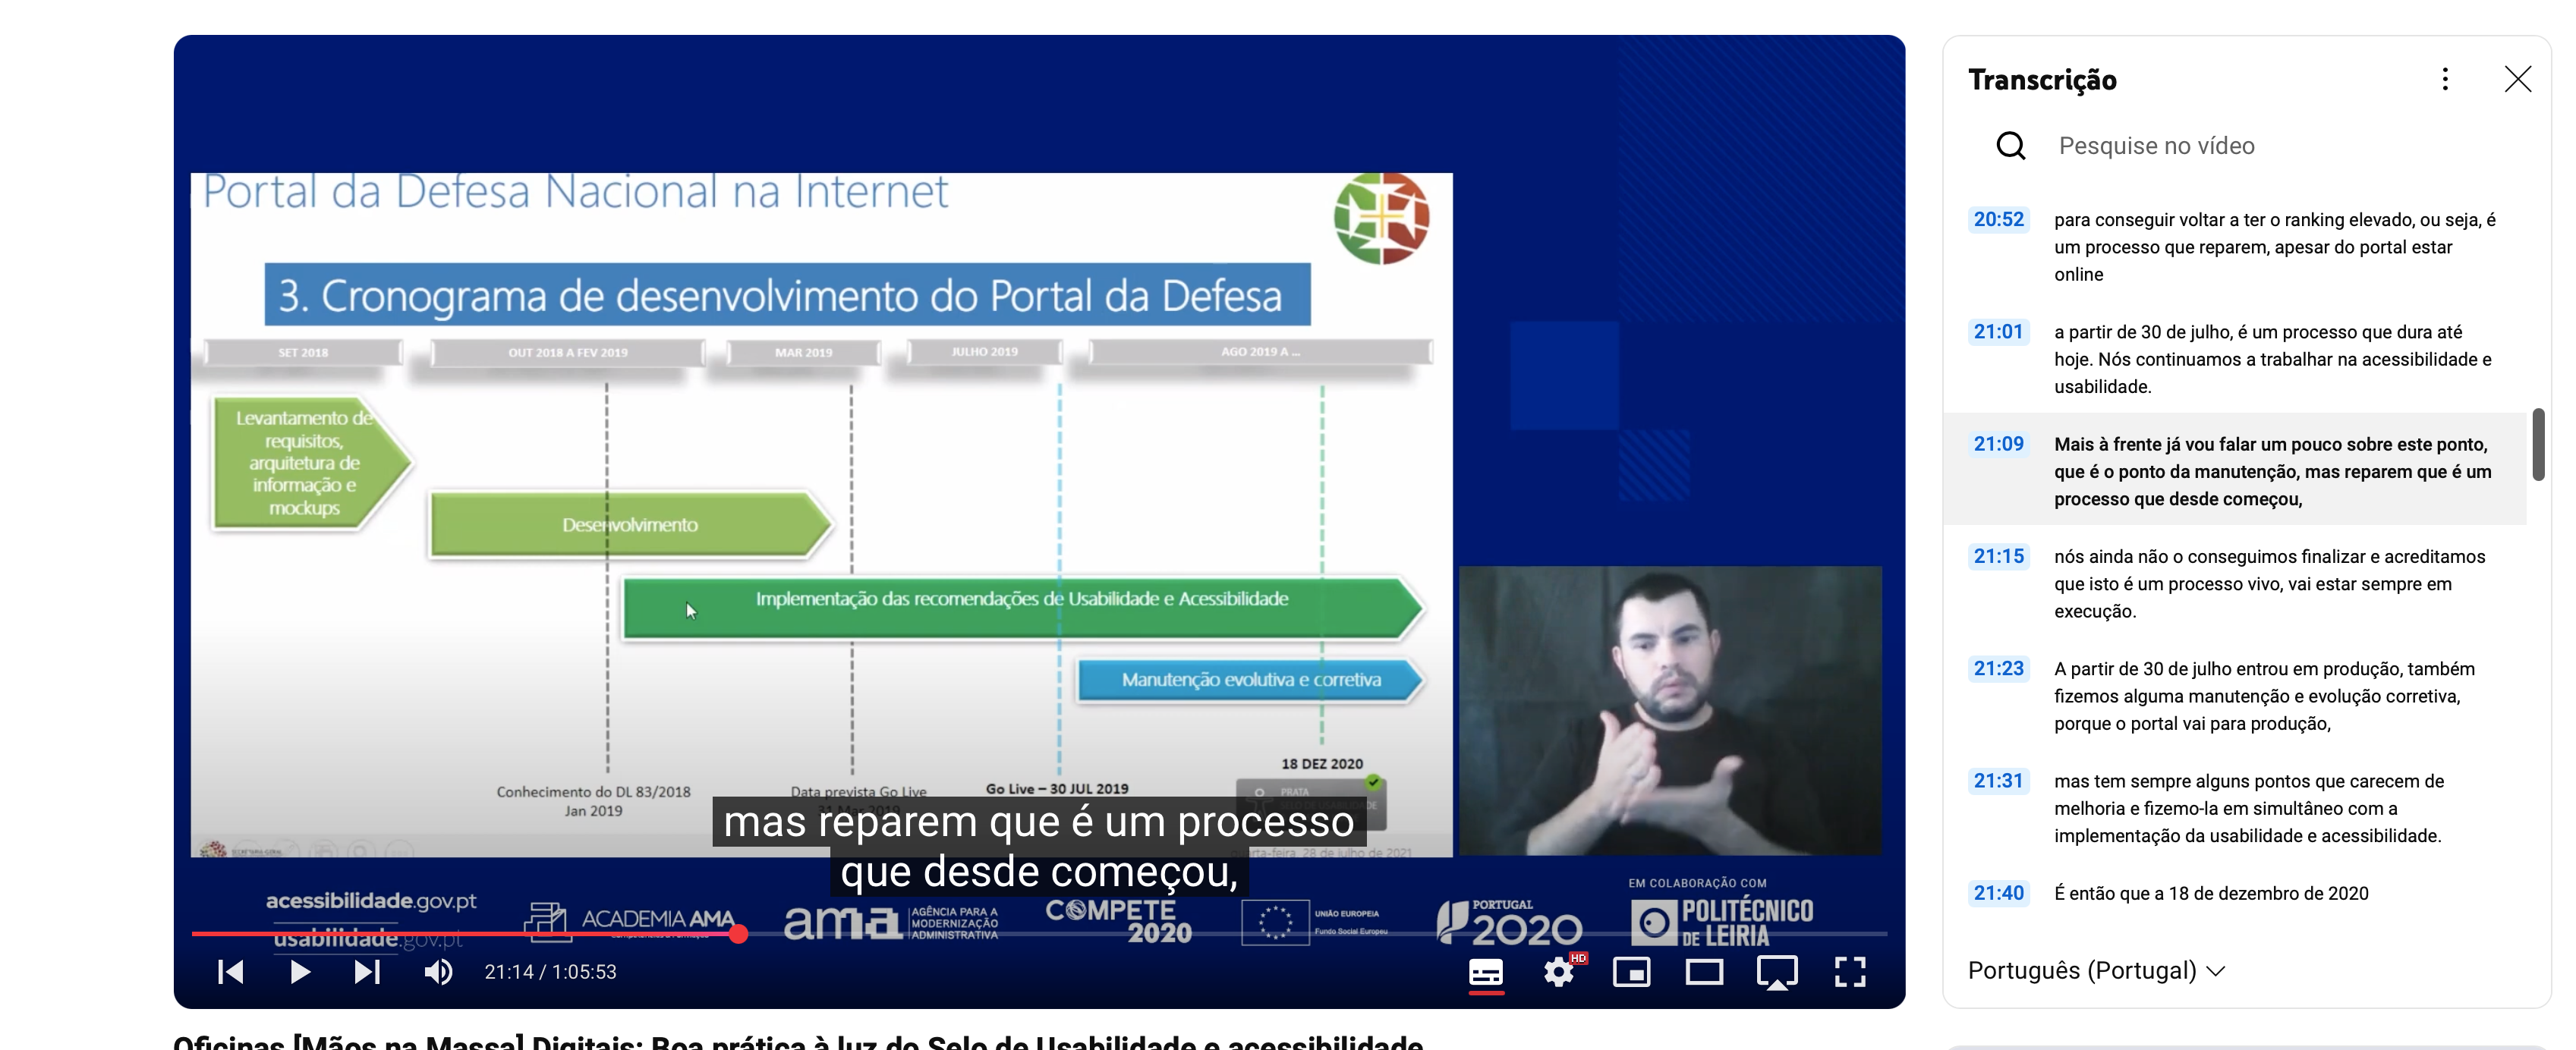 Portal da Defesa Nacional na Internet
3. Cronograma de desenvolvimento do Portal da Defesa
SET 2018
OUT 2018 A FEV 2019
MAR 2019
JULHO 2019
AGO 2019 A ...
Levantamento de
requisitos,
arquitetura de
informação e
mockups
Desenvolvimento
Implementação das recomendações de Usabilidade e Acessibilidade
Manutenção evolutiva e corretiva
Conhecimento do DL 83/2018
Jan 2019
Data prevista Go Live
31 Mar 2019
Go Live – 30 JUL 2019
18 DEZ 2020
PRATA
quarta-feira, 28 de julho de 2021
SECRETARIA-GERAL
mas reparem que é um processo
que desde começou,
acessibilidade.gov.pt
usabilidade.gov.pt
ACADEMIA AMA
ama
AGÊNCIA PARA A
MODERNIZAÇÃO
ADMINISTRATIVA
COMPETE
2020
UNIÃO EUROPEIA
Fundo Social Europeu
PORTUGAL
2020
EM COLABORAÇÃO COM
POLITÉCNICO
DE LEIRIA
21:14 / 1:05:53
HD
Oficinas [Mãos na Massa] Digitais: Boa prática à luz do Selo de Usabilidade e acessibilidade
Transcrição
Pesquise no vídeo
20:52
para conseguir voltar a ter o ranking elevado, ou seja, é
um processo que reparem, apesar do portal estar
online
21:01
a partir de 30 de julho, é um processo que dura até
hoje. Nós continuamos a trabalhar na acessibilidade e
usabilidade.
21:09
Mais à frente já vou falar um pouco sobre este ponto,
que é o ponto da manutenção, mas reparem que é um
processo que desde começou,
21:15
nós ainda não o conseguimos finalizar e acreditamos
que isto é um processo vivo, vai estar sempre em
execução.
21:23
A partir de 30 de julho entrou em produção, também
fizemos alguma manutenção e evolução corretiva,
porque o portal vai para produção,
21:31
mas tem sempre alguns pontos que carecem de
melhoria e fizemo-la em simultâneo com a
implementação da usabilidade e acessibilidade.
21:40
É então que a 18 de dezembro de 2020
Português (Portugal)